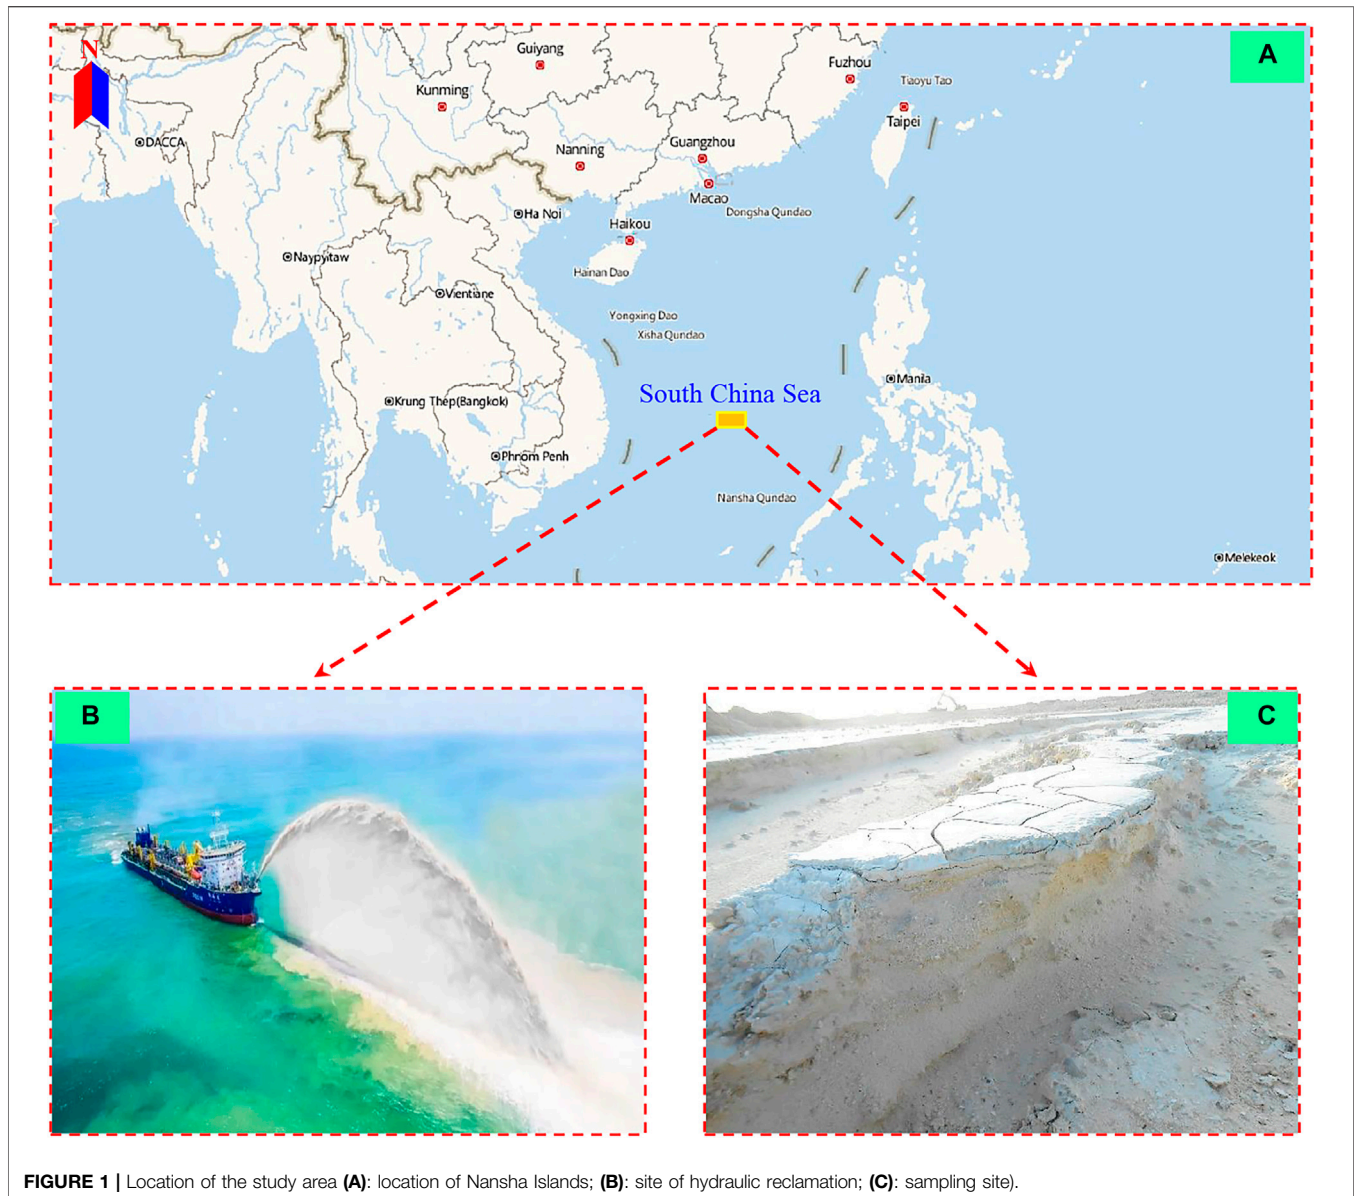 N
A
Guiyang
Fuzhou
Kunming
Tiaoyu Tao
Taipei
DACCA
Guangzhou
Nanning
Macao
Dongsha Qundao
Ha Noi
Haikou
Naypyitaw
Hainan Dao
Vientiane
Yongxing Dao
Xisha Qundao
Manila
South China Sea
Krung Thep(Bangkok)
Phnom Penh
Nansha Qundao
Melekeok
B
C
FIGURE 1 | Location of the study area (A): location of Nansha Islands; (B): site of hydraulic reclamation; (C): sampling site).